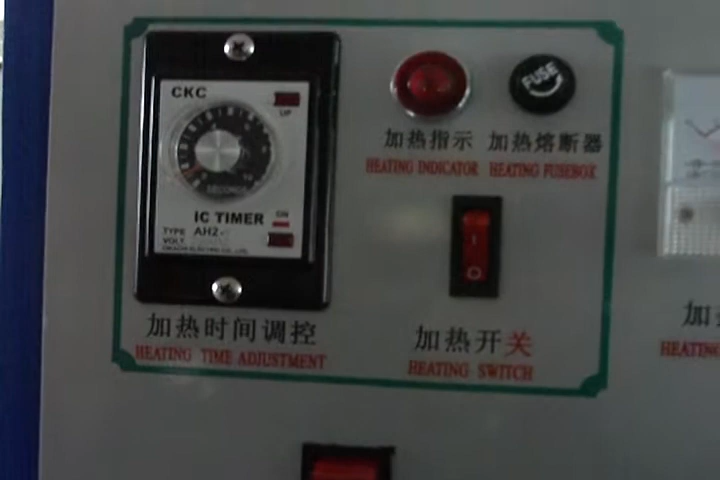 CKC
UP
SECONDS
IC TIMER
ON
TYPE AH2-
VOLT
加热时间调控
HEATING TIME ADJUSTMENT
加热指示
HEATING INDICATOR
FUSE
加热熔断器
HEATING FUSEBOX
加热开关
HEATING SWITCH
加
HEATING